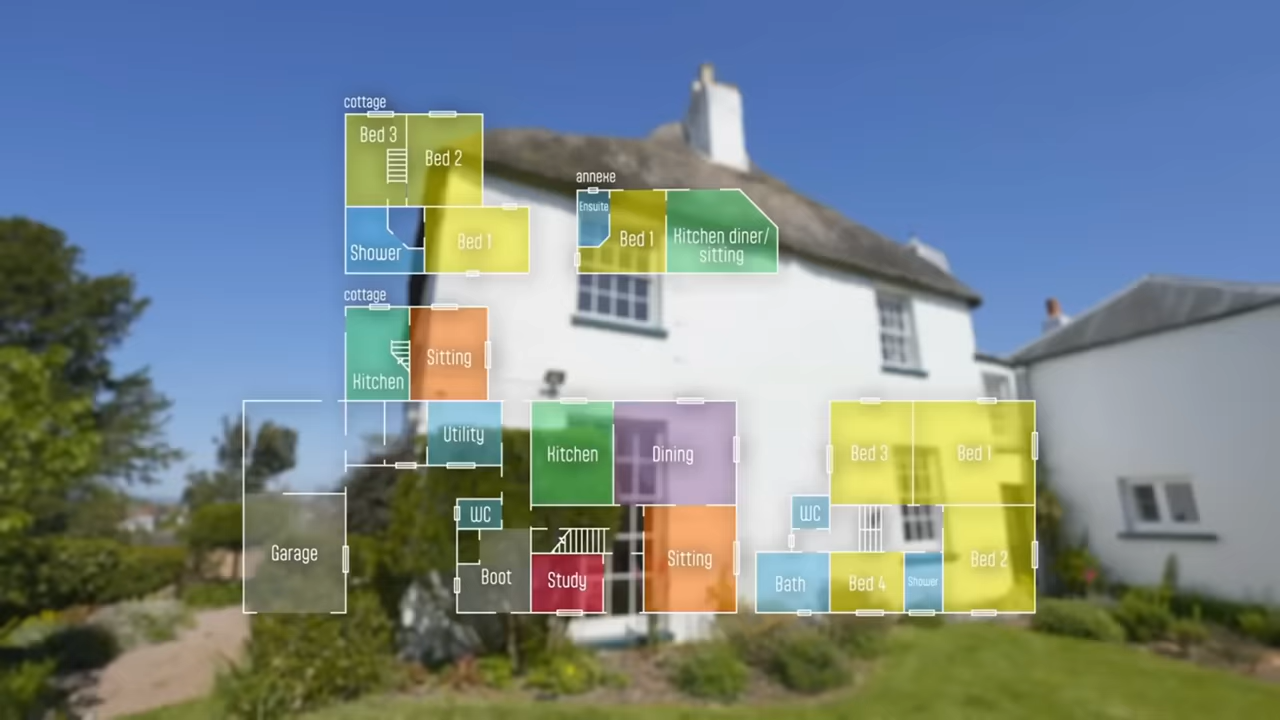 cottage
Bed 3
Bed 2
Shower
Bed 1
annexe
Ensuite
Bed 1
Kitchen diner/
sitting
cottage
Kitchen
Sitting
Utility
WC
Garage
Boot
Kitchen
Dining
Study
Sitting
Bed 3
Bed 1
WC
Bath
Bed 4
Shower
Bed 2